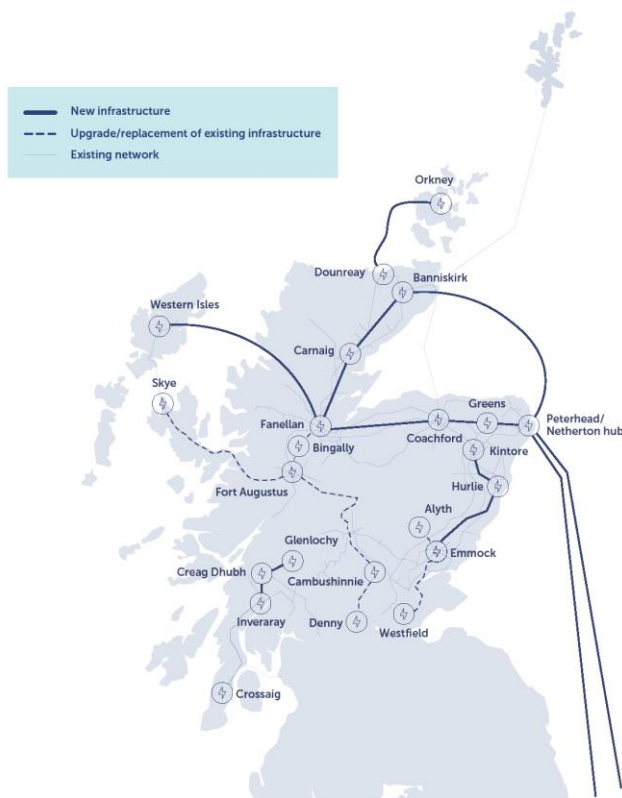 New infrastructure
Upgrade/replacement of existing infrastructure
Existing network
Orkney
Dounreay
Banniskirk
Western Isles
Carnaig
Skye
Greens
Fanellan
Peterhead/
Netherton hub
Coachford
Kintore
Bingally
Hurlie
Fort Augustus
Alyth
Glenlochy
Emmock
Creag Dhubh
Cambushinnie
Inveraray
Denny
Westfield
Crossaig